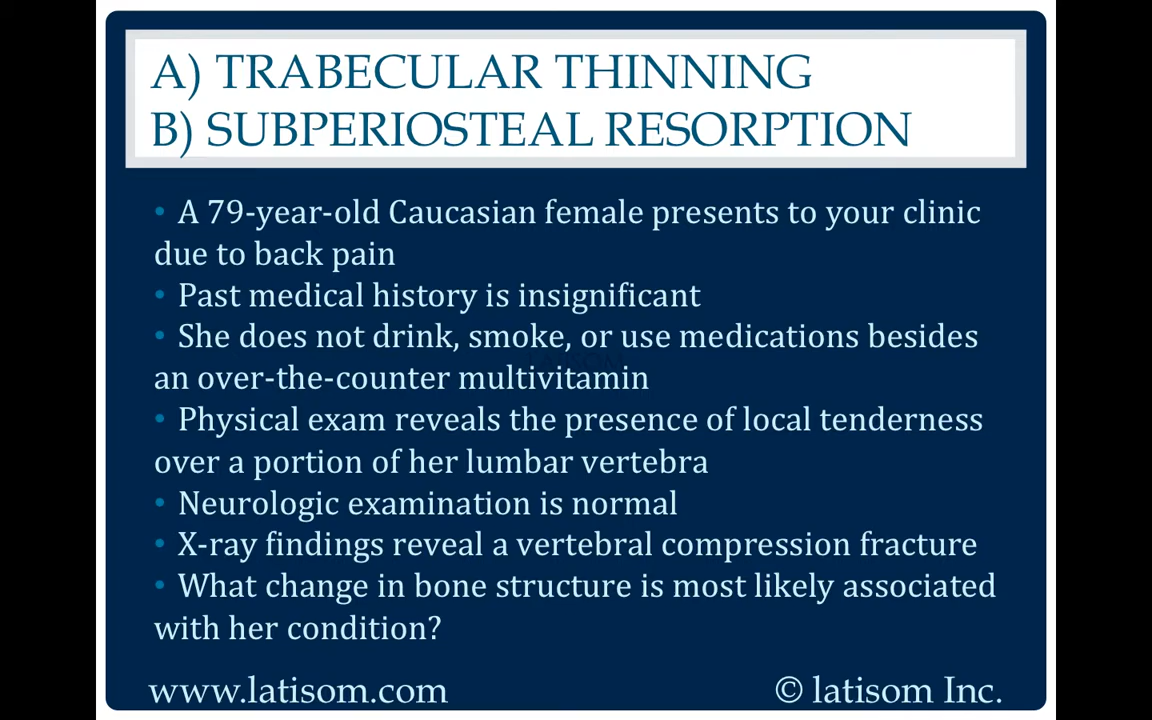 A) TRABECULAR THINNING
B) SUBPERIOSTEAL RESORPTION
• A 79-year-old Caucasian female presents to your clinic
due to back pain
• Past medical history is insignificant
• She does not drink, smoke, or use medications besides
an over-the-counter multivitamin
• Physical exam reveals the presence of local tenderness
over a portion of her lumbar vertebra
• Neurologic examination is normal
• X-ray findings reveal a vertebral compression fracture
• What change in bone structure is most likely associated
with her condition?
www.latisom.com © latisom Inc.
LATISOM